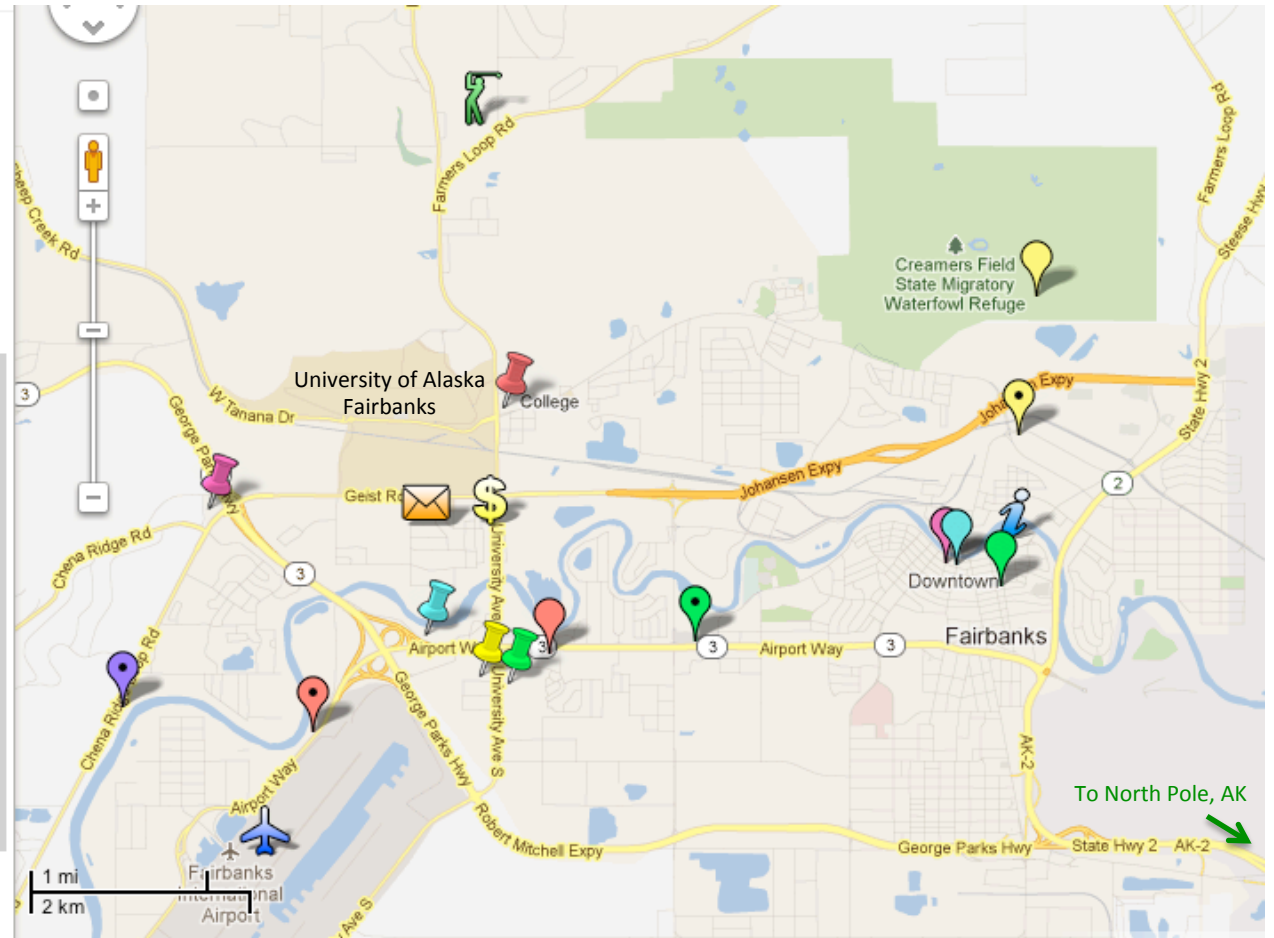 Farmers Loop Rd
Farmers Loop Rd
Steese Hwy
Sheep Creek Rd
Creamers Field
State Migratory
Waterfowl Refuge
University of Alaska
Fairbanks
College
3
George Parks Hwy
W Tanana Dr
Johansen Expy
Johansen Expy
State Hwy 2
2
Geist Rd
$
i
Chena Ridge Rd
3
University Ave
Downtown
Fairbanks
Airport Way
3
3
Airport Way
3
Chena Ridge Loop Rd
University Ave S
George Parks Hwy
AK-2
Airport Way
To North Pole, AK
Robert Mitchell Expy
George Parks Hwy
State Hwy 2
AK-2
Fairbanks
International
Airport
1 mi
2 km
Ave S
+
−
−